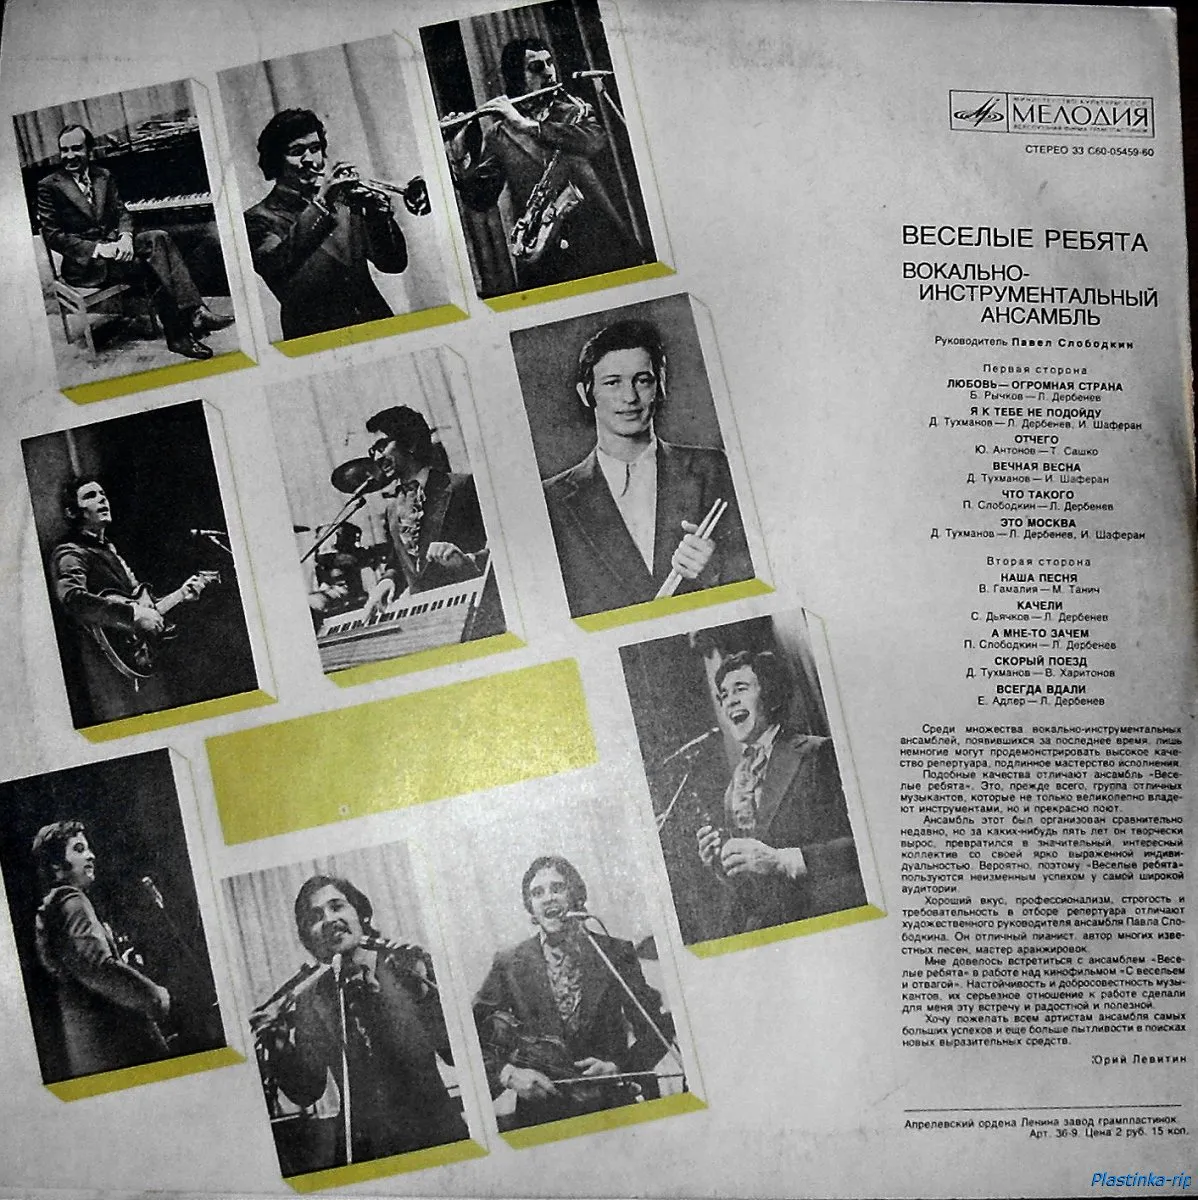 МИНИСТЕРСТВО КУЛЬТУРЫ СССР
МЕЛОДИЯ
ВСЕСОЮЗНАЯ ФИРМА ГРАМПЛАСТИНОК
СТЕРЕО 33 С60-05459-60
ВЕСЕЛЫЕ РЕБЯТА
ВОКАЛЬНО-
ИНСТРУМЕНТАЛЬНЫЙ
АНСАМБЛЬ
Руководитель Павел Слободкин
Первая сторона
ЛЮБОВЬ — ОГРОМНАЯ СТРАНА
Б. Рычков — Л. Дербенев
Я К ТЕБЕ НЕ ПОДОЙДУ
Д. Тухманов — Л. Дербенев, И. Шаферан
ОТЧЕГО
Ю. Антонов — Т. Сашко
ВЕЧНАЯ ВЕСНА
Д. Тухманов — И. Шаферан
ЧТО ТАКОГО
П. Слободкин — Л. Дербенев
ЭТО МОСКВА
Д. Тухманов — Л. Дербенев, И. Шаферан
Вторая сторона
НАША ПЕСНЯ
В. Гамалия — М. Танич
КАЧЕЛИ
С. Дьячков — Л. Дербенев
А МНЕ-ТО ЗАЧЕМ
П. Слободкин — Л. Дербенев
СКОРЫЙ ПОЕЗД
Д. Тухманов — В. Харитонов
ВСЕГДА ВДАЛИ
Е. Адлер — Л. Дербенев
Среди множества вокально-инструментальных
ансамблей, появившихся за последнее время, лишь
немногие могут продемонстрировать высокое каче-
ство репертуара, подлинное мастерство исполнения.
Подобные качества отличают ансамбль «Весе-
лые ребята». Это, прежде всего, группа отличных
музыкантов, которые не только великолепно владе-
ют инструментами, но и прекрасно поют.
Ансамбль этот был организован сравнительно
недавно, но за каких-нибудь пять лет он творчески
вырос, превратился в значительный, интересный
коллектив со своей ярко выраженной индиви-
дуальностью. Вероятно, поэтому «Веселые ребята»
пользуются неизменным успехом у самой широкой
аудитории.
Хороший вкус, профессионализм, строгость и
требовательность в отборе репертуара отличают
художественного руководителя ансамбля Павла Сло-
бодкина. Он отличный пианист, автор многих изве-
стных песен, мастер аранжировок.
Мне довелось встретиться с ансамблем «Весе-
лые ребята» в работе над кинофильмом «С весельем
и отвагой». Настойчивость и добросовестность музы-
кантов, их серьезное отношение к работе сделали
для меня эту встречу и радостной и полезной.
Хочу пожелать всем артистам ансамбля самых
больших успехов и еще больше пытливости в поисках
новых выразительных средств.
Юрий Левитин
Апрелевский ордена Ленина завод грампластинок.
Арт. 36-9. Цена 2 руб. 15 коп.
Plastinka-rip